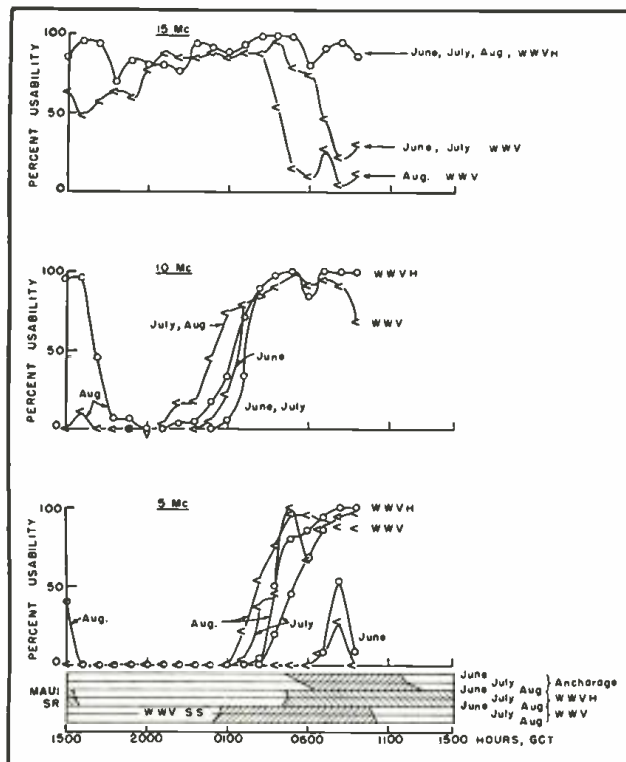 15 Mc
PERCENT USABILITY
100
50
0
June, July, Aug, WWVH
June, July WWV
Aug. WWV
10 Mc
PERCENT USABILITY
100
50
0
WWVH
WWV
July, Aug
June
June, July
Aug
5 Mc
PERCENT USABILITY
100
50
0
WWVH
WWV
Aug.
Aug.
July
June
MAUI
SR
WWV SS
June
July
Aug
Anchorage
June
July
Aug
WWVH
June
July
Aug
WWV
1500 2000 0100 0600 1100 1500 HOURS, GCT